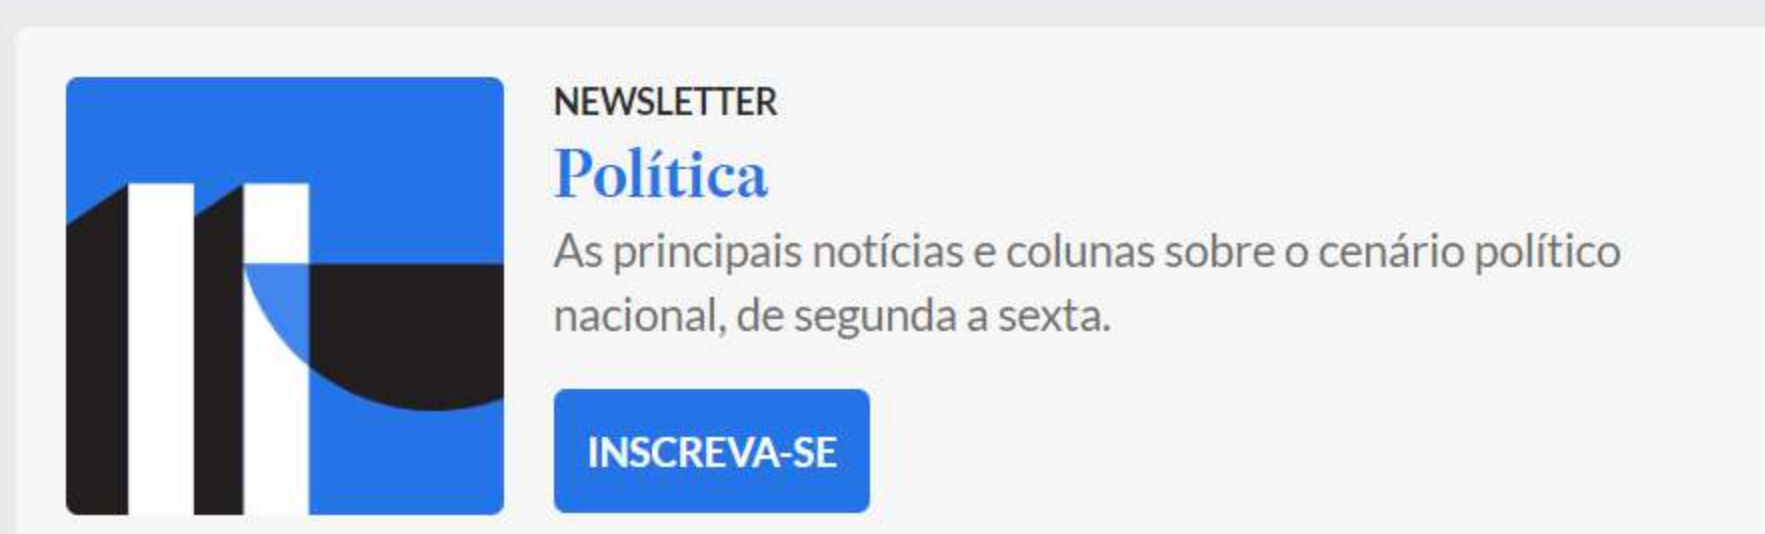 NEWSLETTER
Política
As principais notícias e colunas sobre o cenário político
nacional, de segunda a sexta.
INSCREVA-SE